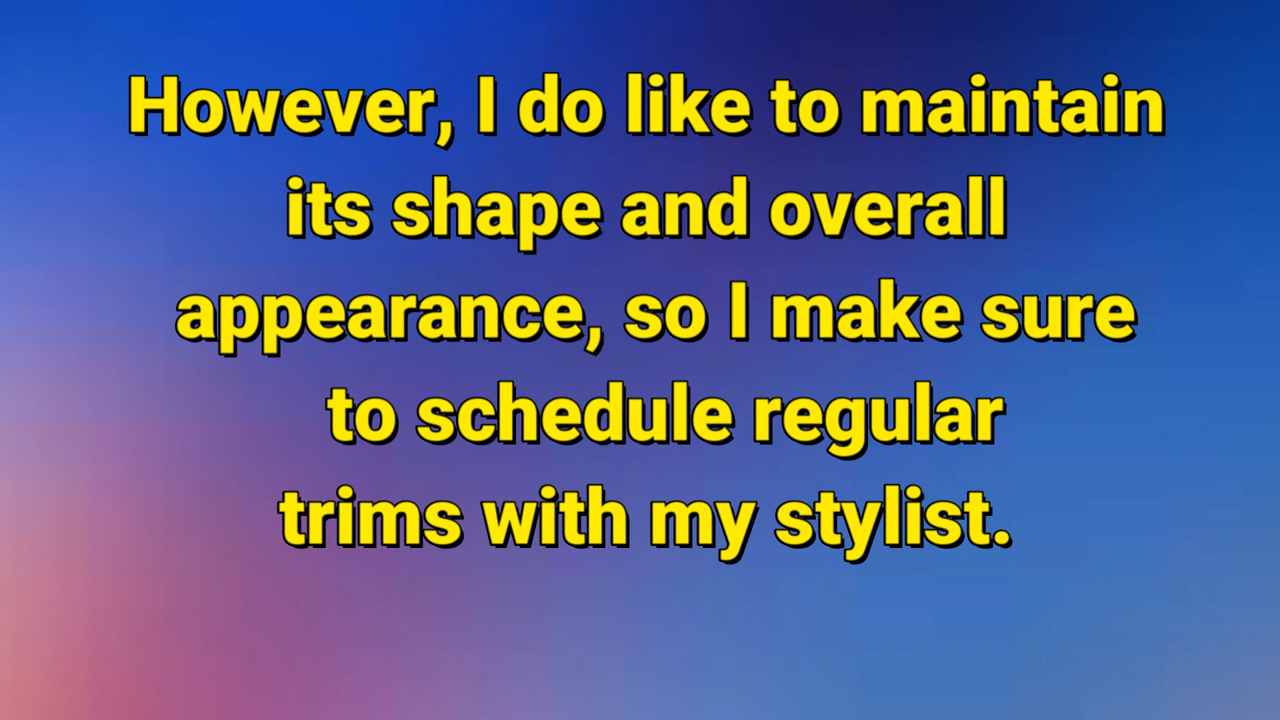 However, I do like to maintain
its shape and overall
appearance, so I make sure
to schedule regular
trims with my stylist.